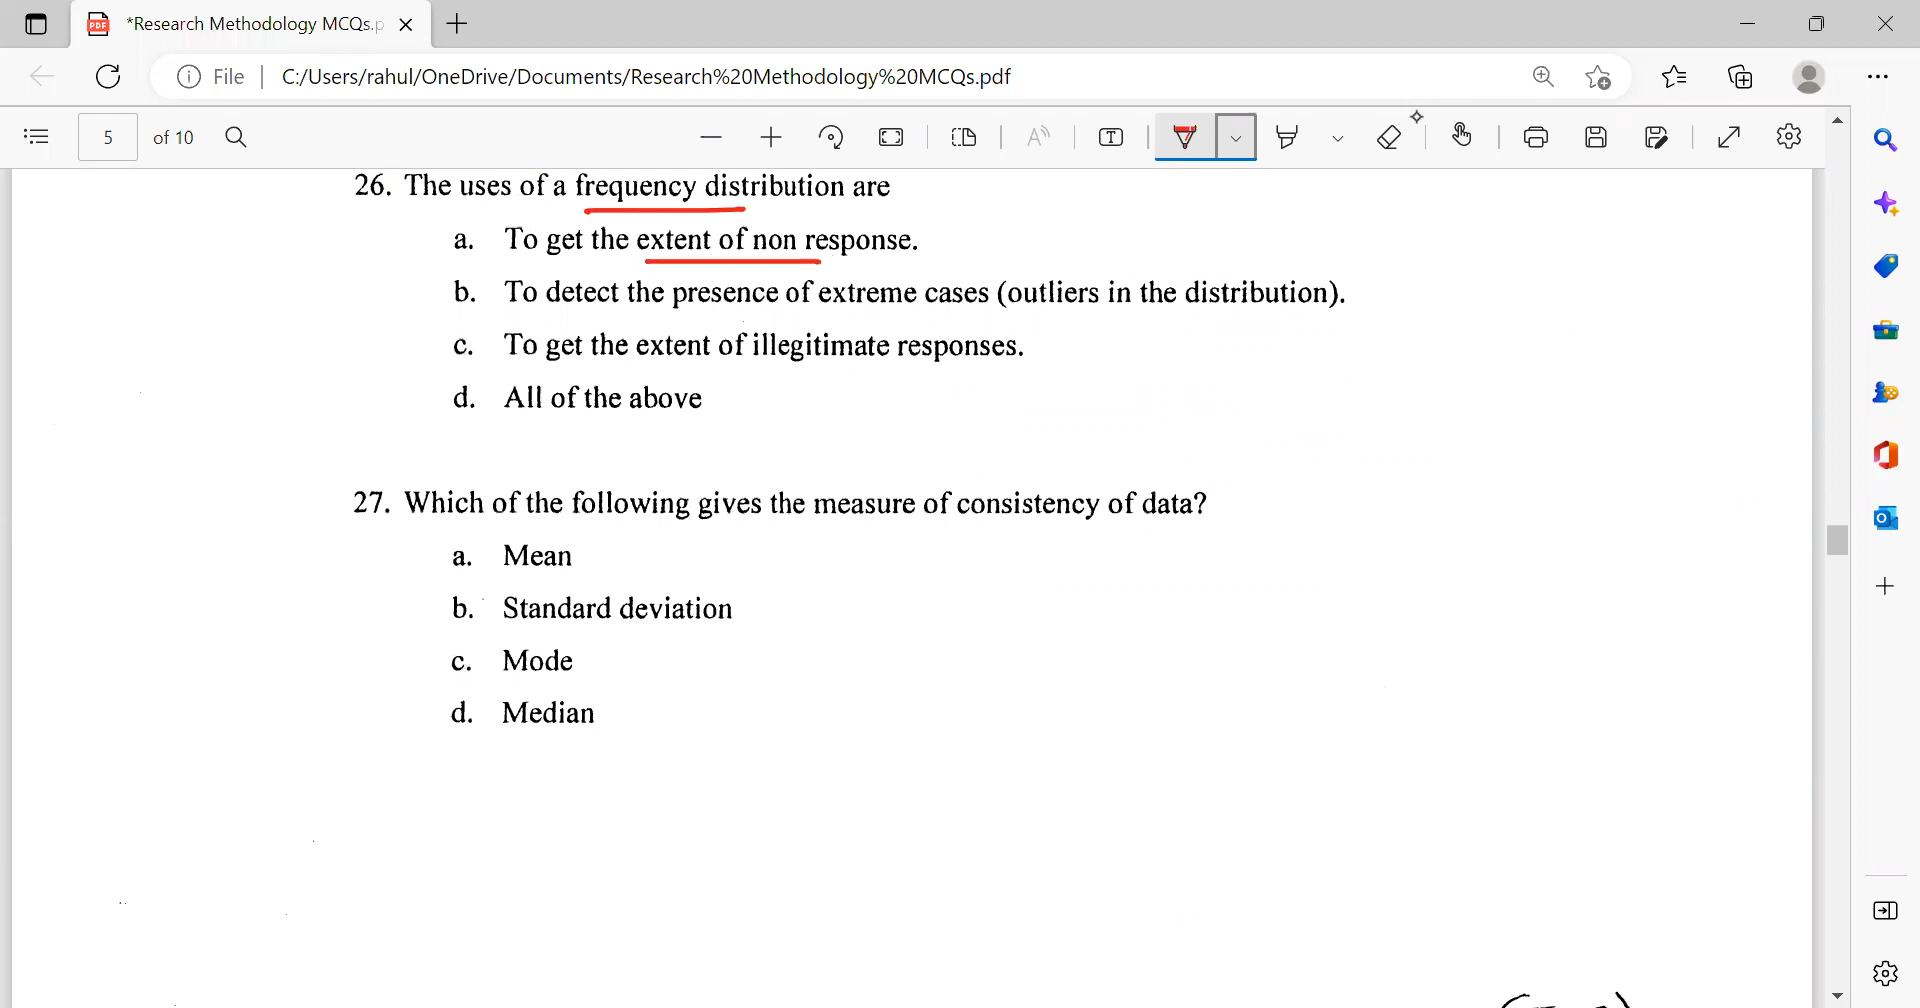 *Research Methodology MCQs.p
File C:/Users/rahul/OneDrive/Documents/Research%20Methodology%20MCQs.pdf
5 of 10
26. The uses of a frequency distribution are
a. To get the extent of non response.
b. To detect the presence of extreme cases (outliers in the distribution).
c. To get the extent of illegitimate responses.
d. All of the above
27. Which of the following gives the measure of consistency of data?
a. Mean
b. Standard deviation
c. Mode
d. Median